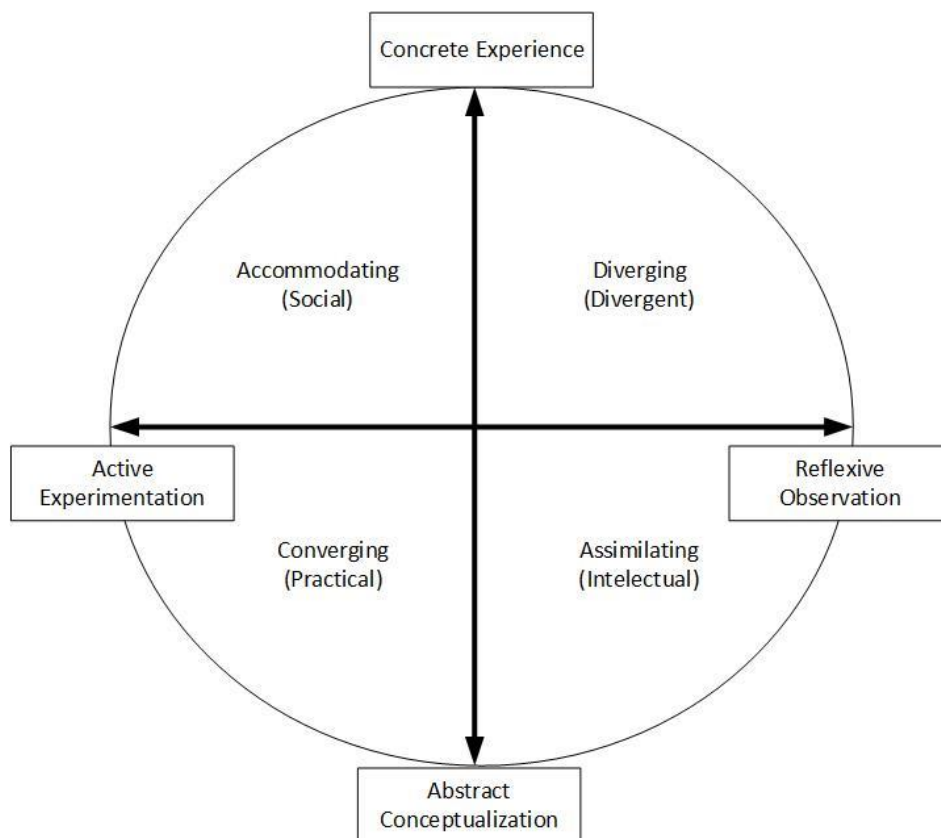 Concrete Experience
Accommodating
(Social)
Diverging
(Divergent)
Active
Experimentation
Reflexive
Observation
Converging
(Practical)
Assimilating
(Intelectual)
Abstract
Conceptualization